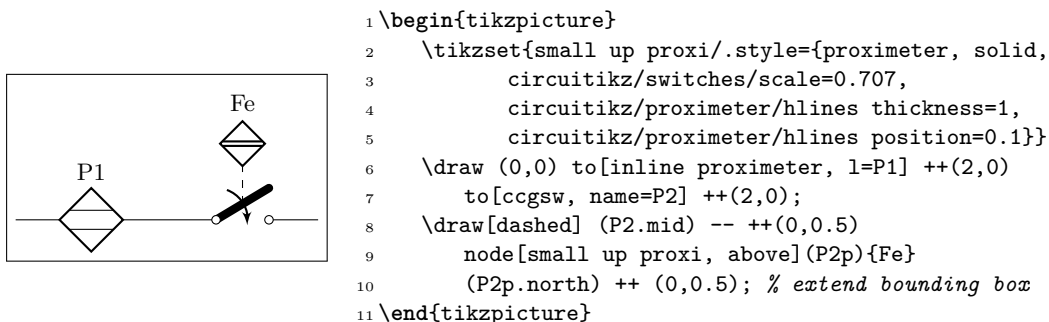 Fe
P1
1 \begin{tikzpicture}
2 \tikzset{small up proxi/.style={proximeter, solid,
3 circuitikz/switches/scale=0.707,
4 circuitikz/proximeter/hlines thickness=1,
5 circuitikz/proximeter/hlines position=0.1}}
6 \draw (0,0) to[inline proximeter, l=P1] ++(2,0)
7 to[ccgsw, name=P2] ++(2,0);
8 \draw[dashed] (P2.mid) -- ++(0,0.5)
9 node[small up proxi, above](P2p){Fe}
10 (P2p.north) ++ (0,0.5); % extend bounding box
11 \end{tikzpicture}